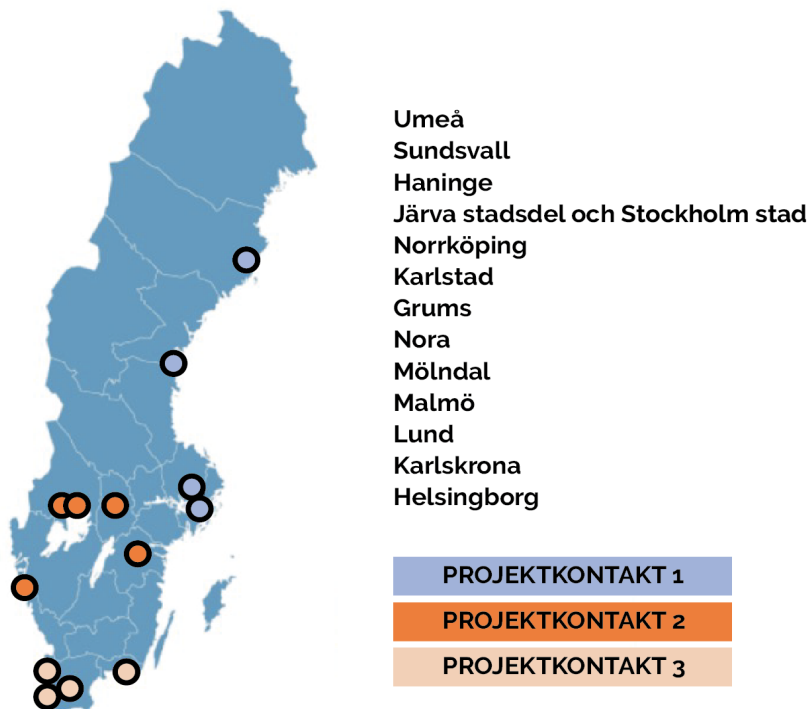 Umeå
Sundsvall
Haninge
Järva stadsdel och Stockholm stad
Norrköping
Karlstad
Grums
Nora
Mölndal
Malmö
Lund
Karlskrona
Helsingborg
PROJEKTKONTAKT 1
PROJEKTKONTAKT 2
PROJEKTKONTAKT 3